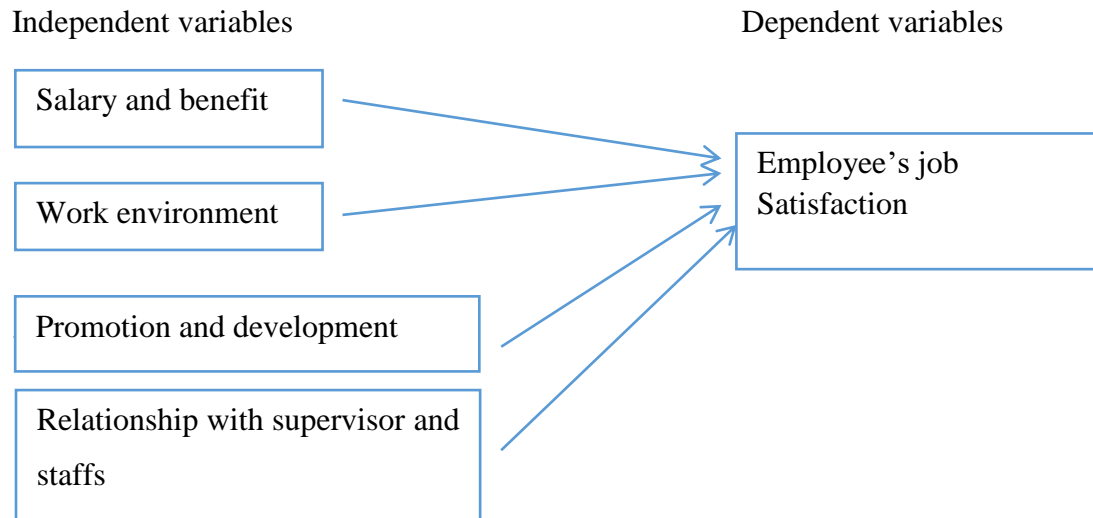 Independent variables
Dependent variables
Salary and benefit
Work environment
Promotion and development
Relationship with supervisor and
staffs
Employee’s job
Satisfaction